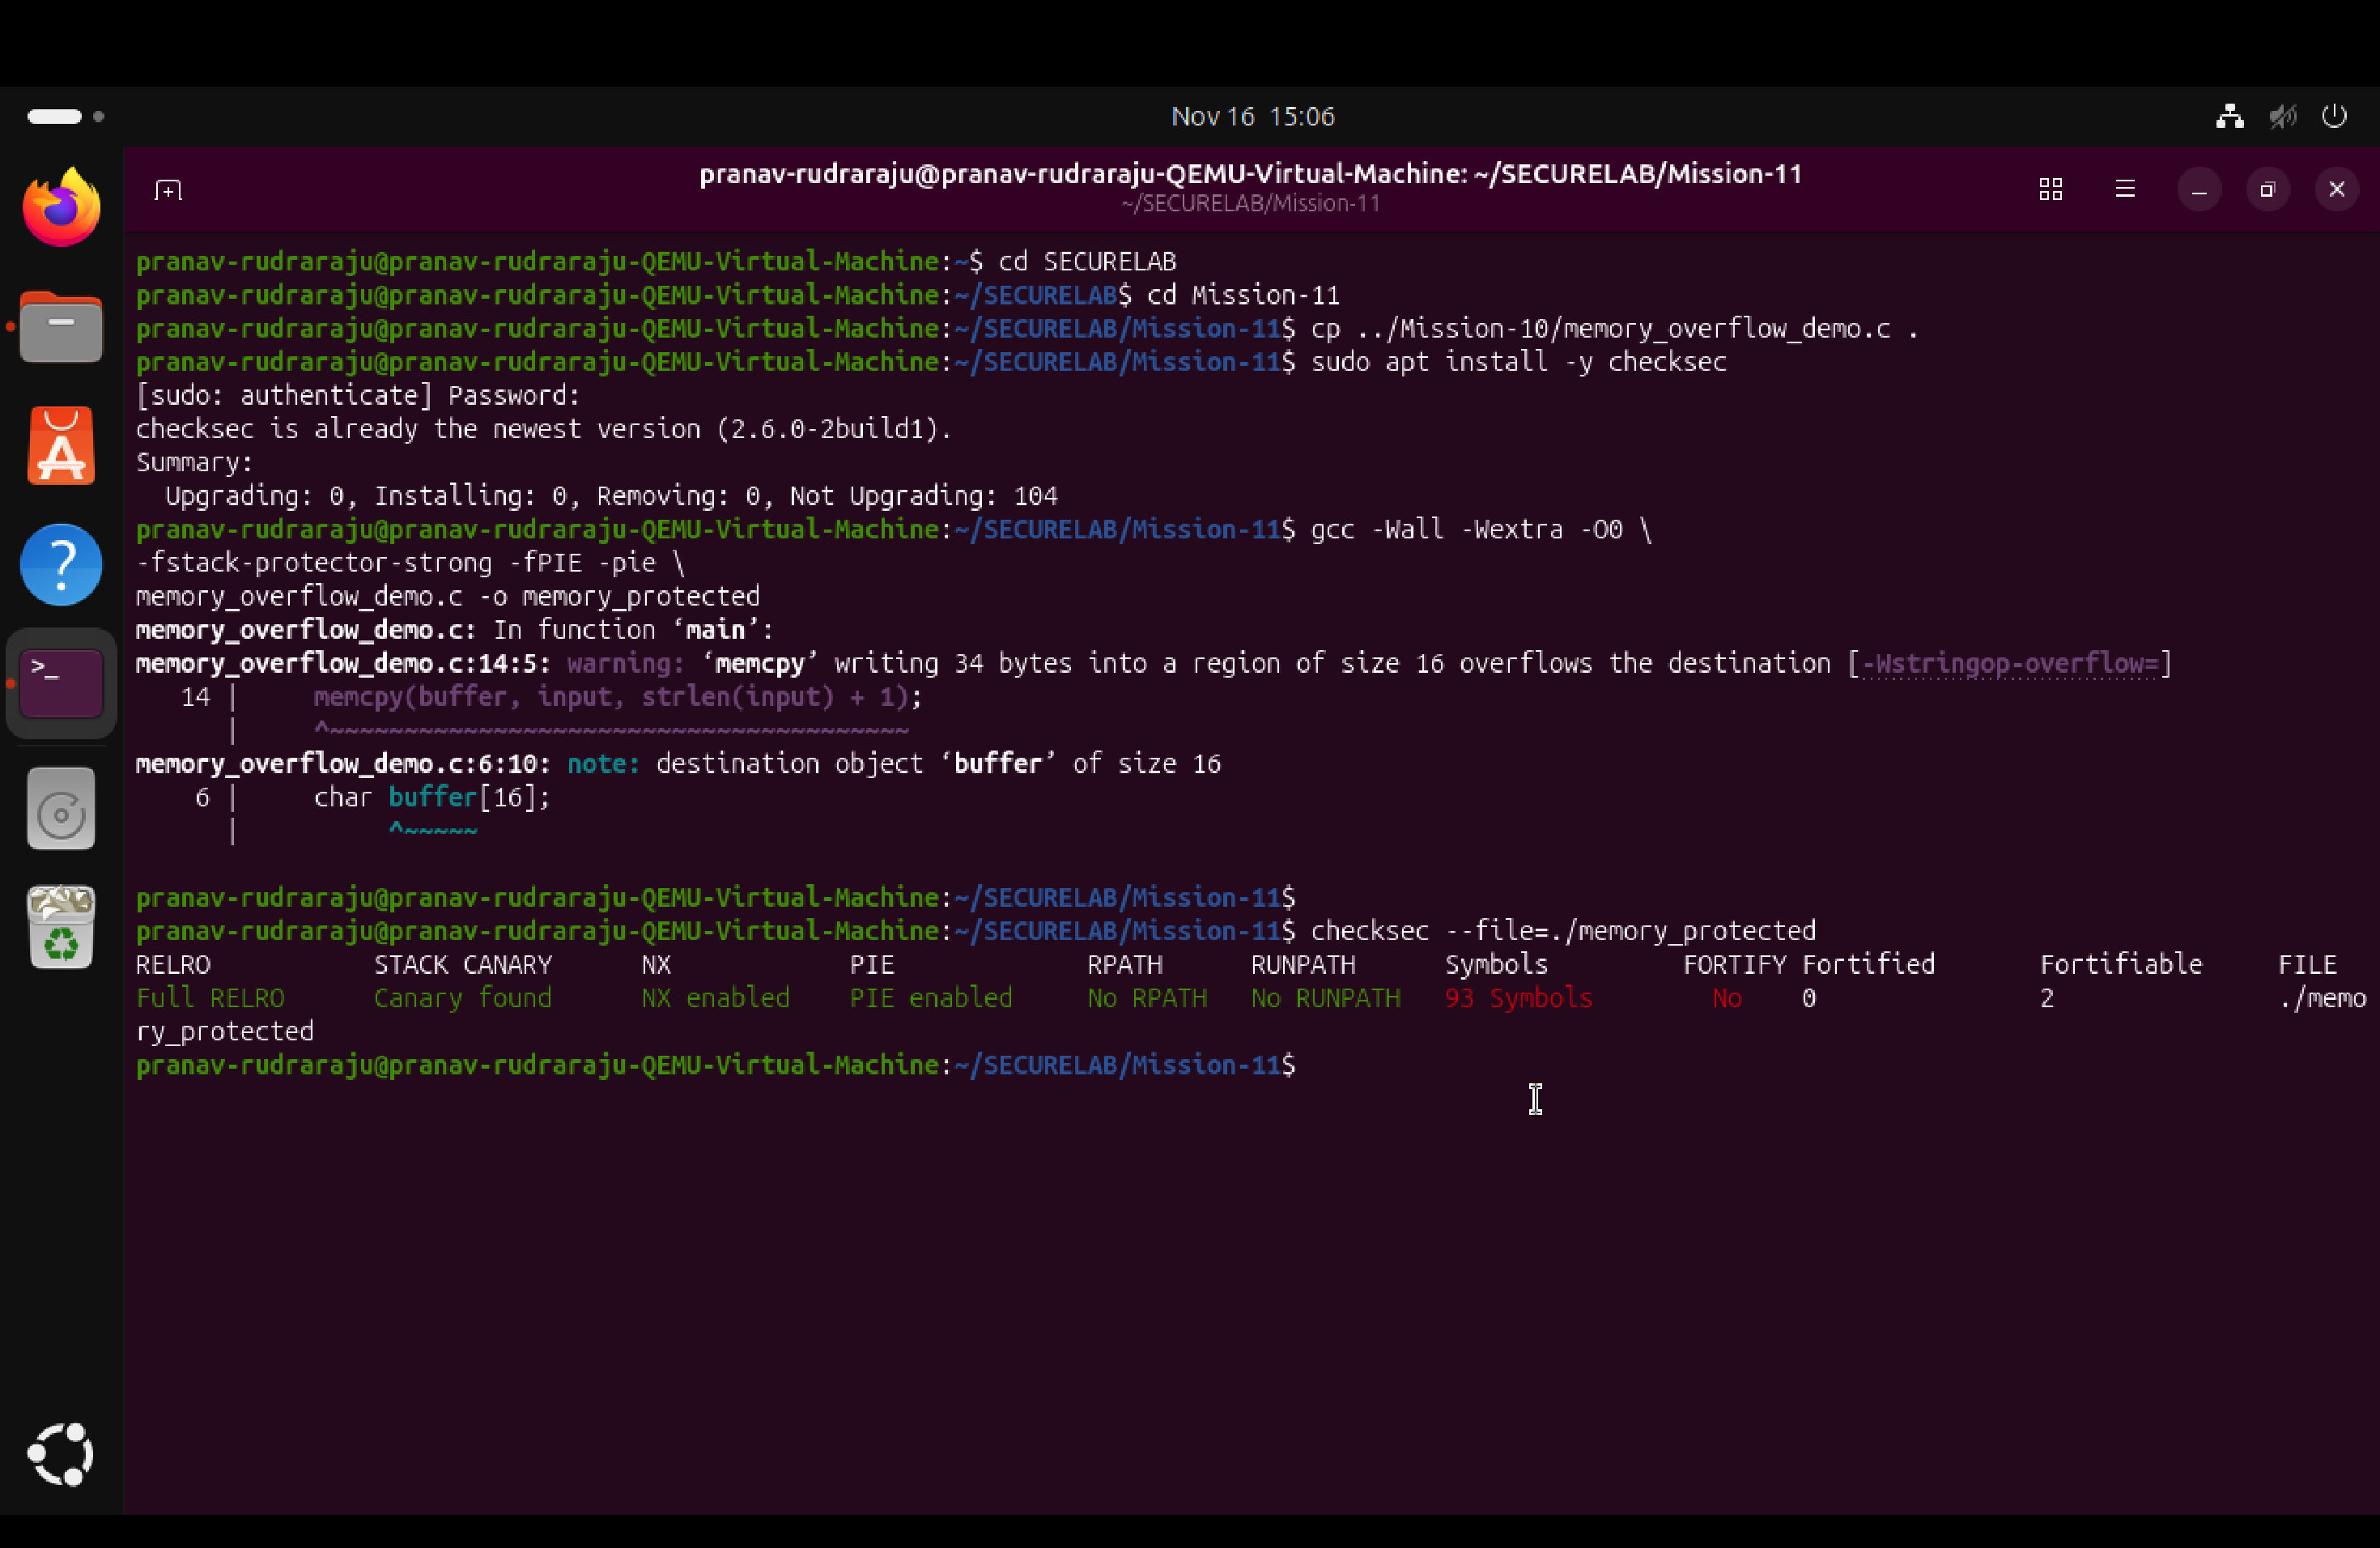 Nov 16 15:06
pranav-rudraraju@pranav-rudraraju-QEMU-Virtual-Machine: ~/SECURELAB/Mission-11
~/SECURELAB/Mission-11
pranav-rudraraju@pranav-rudraraju-QEMU-Virtual-Machine:~$ cd SECURELAB
pranav-rudraraju@pranav-rudraraju-QEMU-Virtual-Machine:~/SECURELAB$ cd Mission-11
pranav-rudraraju@pranav-rudraraju-QEMU-Virtual-Machine:~/SECURELAB/Mission-11$ cp ../Mission-10/memory_overflow_demo.c .
pranav-rudraraju@pranav-rudraraju-QEMU-Virtual-Machine:~/SECURELAB/Mission-11$ sudo apt install -y checksec
[sudo: authenticate] Password:
checksec is already the newest version (2.6.0-2build1).
Summary:
  Upgrading: 0, Installing: 0, Removing: 0, Not Upgrading: 104
pranav-rudraraju@pranav-rudraraju-QEMU-Virtual-Machine:~/SECURELAB/Mission-11$ gcc -Wall -Wextra -O0 \
-fstack-protector-strong -fPIE -pie \
memory_overflow_demo.c -o memory_protected
memory_overflow_demo.c: In function ‘main’:
memory_overflow_demo.c:14:5: warning: ‘memcpy’ writing 34 bytes into a region of size 16 overflows the destination [-Wstringop-overflow=]
   14 |     memcpy(buffer, input, strlen(input) + 1);
      |     ^~~~~~~~~~~~~~~~~~~~~~~~~~~~~~~~~~~~~~~~
memory_overflow_demo.c:6:10: note: destination object ‘buffer’ of size 16
    6 |     char buffer[16];
      |          ^~~~~~
pranav-rudraraju@pranav-rudraraju-QEMU-Virtual-Machine:~/SECURELAB/Mission-11$
pranav-rudraraju@pranav-rudraraju-QEMU-Virtual-Machine:~/SECURELAB/Mission-11$ checksec --file=./memory_protected
RELRO           STACK CANARY      NX            PIE             RPATH      RUNPATH      Symbols         FORTIFY Fortified       Fortifiable     FILE
Full RELRO      Canary found      NX enabled    PIE enabled     No RPATH   No RUNPATH   93 Symbols        No    0               2               ./memo
ry_protected
pranav-rudraraju@pranav-rudraraju-QEMU-Virtual-Machine:~/SECURELAB/Mission-11$